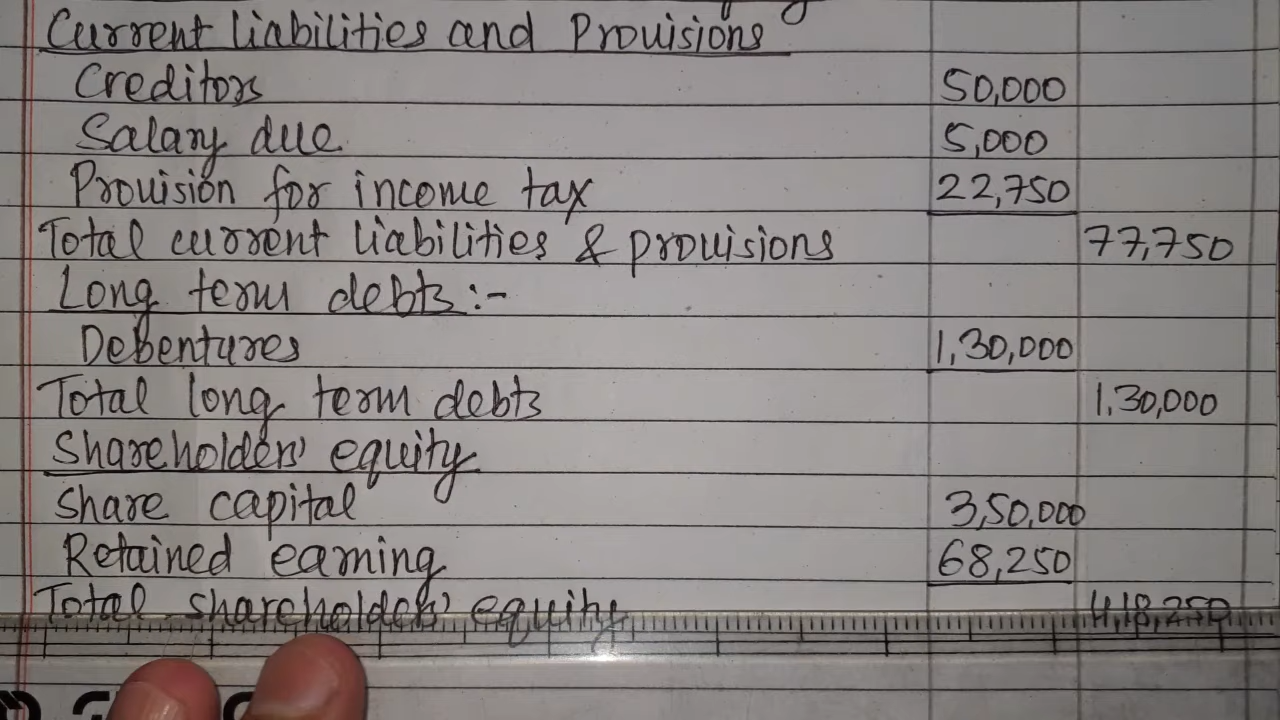 Current liabilities and Provisions
Creditors 50,000
Salary due 5,000
Provision for income tax 22,750
Total current liabilities & provisions 77,750
Long term debts:-
Debentures 1,30,000
Total long term debts 1,30,000
Shareholders' equity
Share capital 3,50,000
Retained earning 68,250
Total shareholders' equity 4,18,250